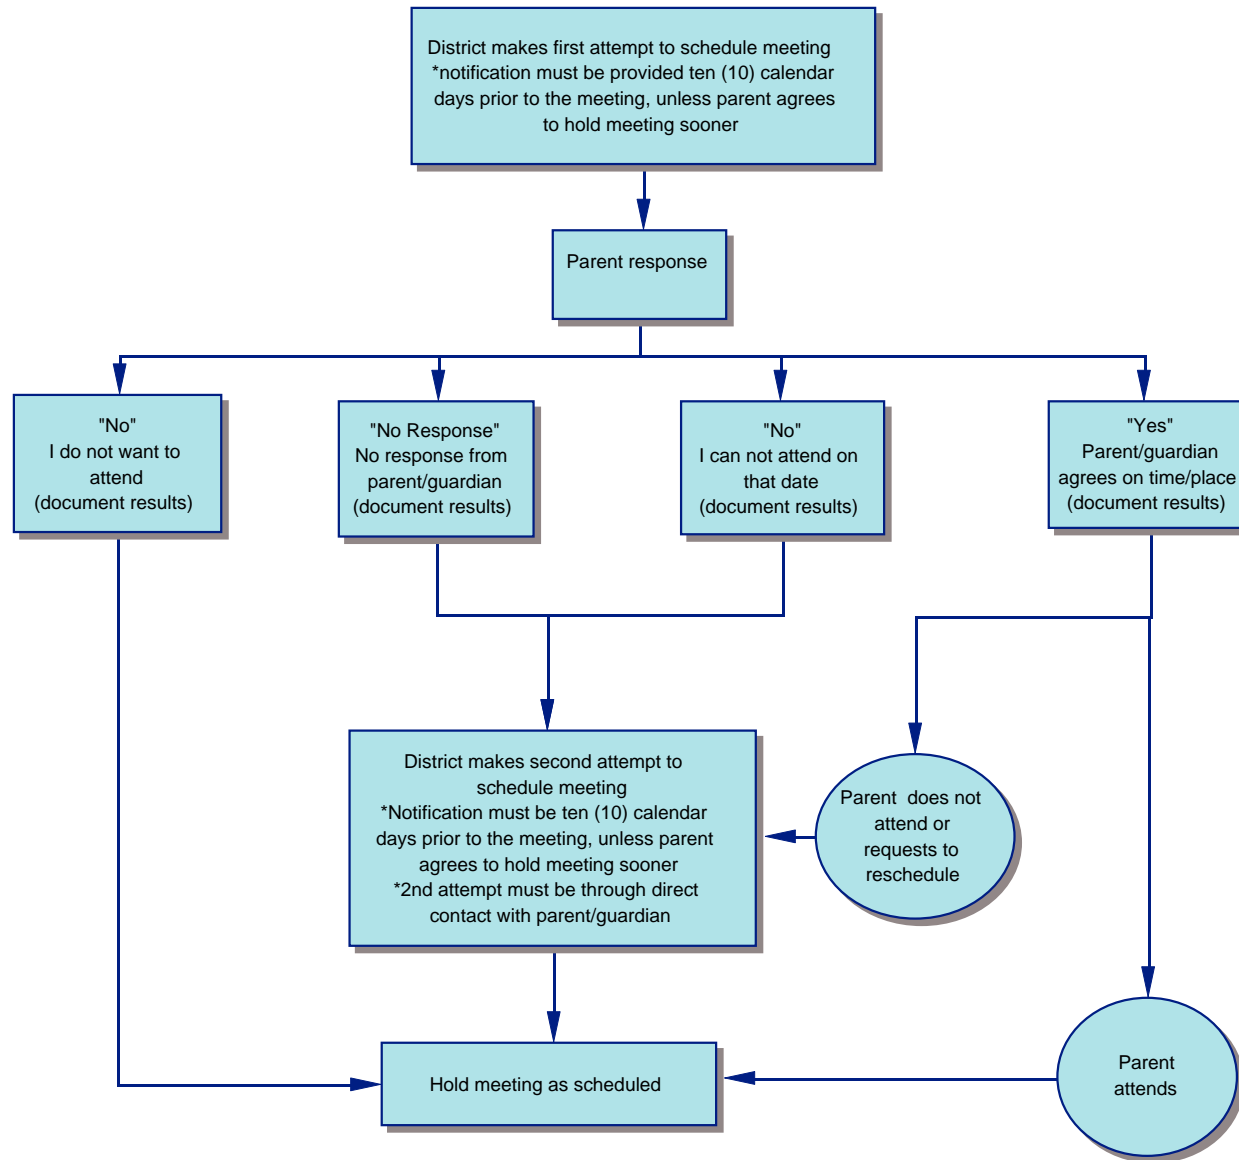 District makes first attempt to schedule meeting
*notification must be provided ten (10) calendar
days prior to the meeting, unless parent agrees
to hold meeting sooner
Parent response
"No"
I do not want to
attend
(document results)
"No Response"
No response from
parent/guardian
(document results)
"No"
I can not attend on
that date
(document results)
"Yes"
Parent/guardian
agrees on time/place
(document results)
District makes second attempt to
schedule meeting
*Notification must be ten (10) calendar
days prior to the meeting, unless parent
agrees to hold meeting sooner
*2nd attempt must be through direct
contact with parent/guardian
Parent does not
attend or
requests to
reschedule
Hold meeting as scheduled
Parent
attends